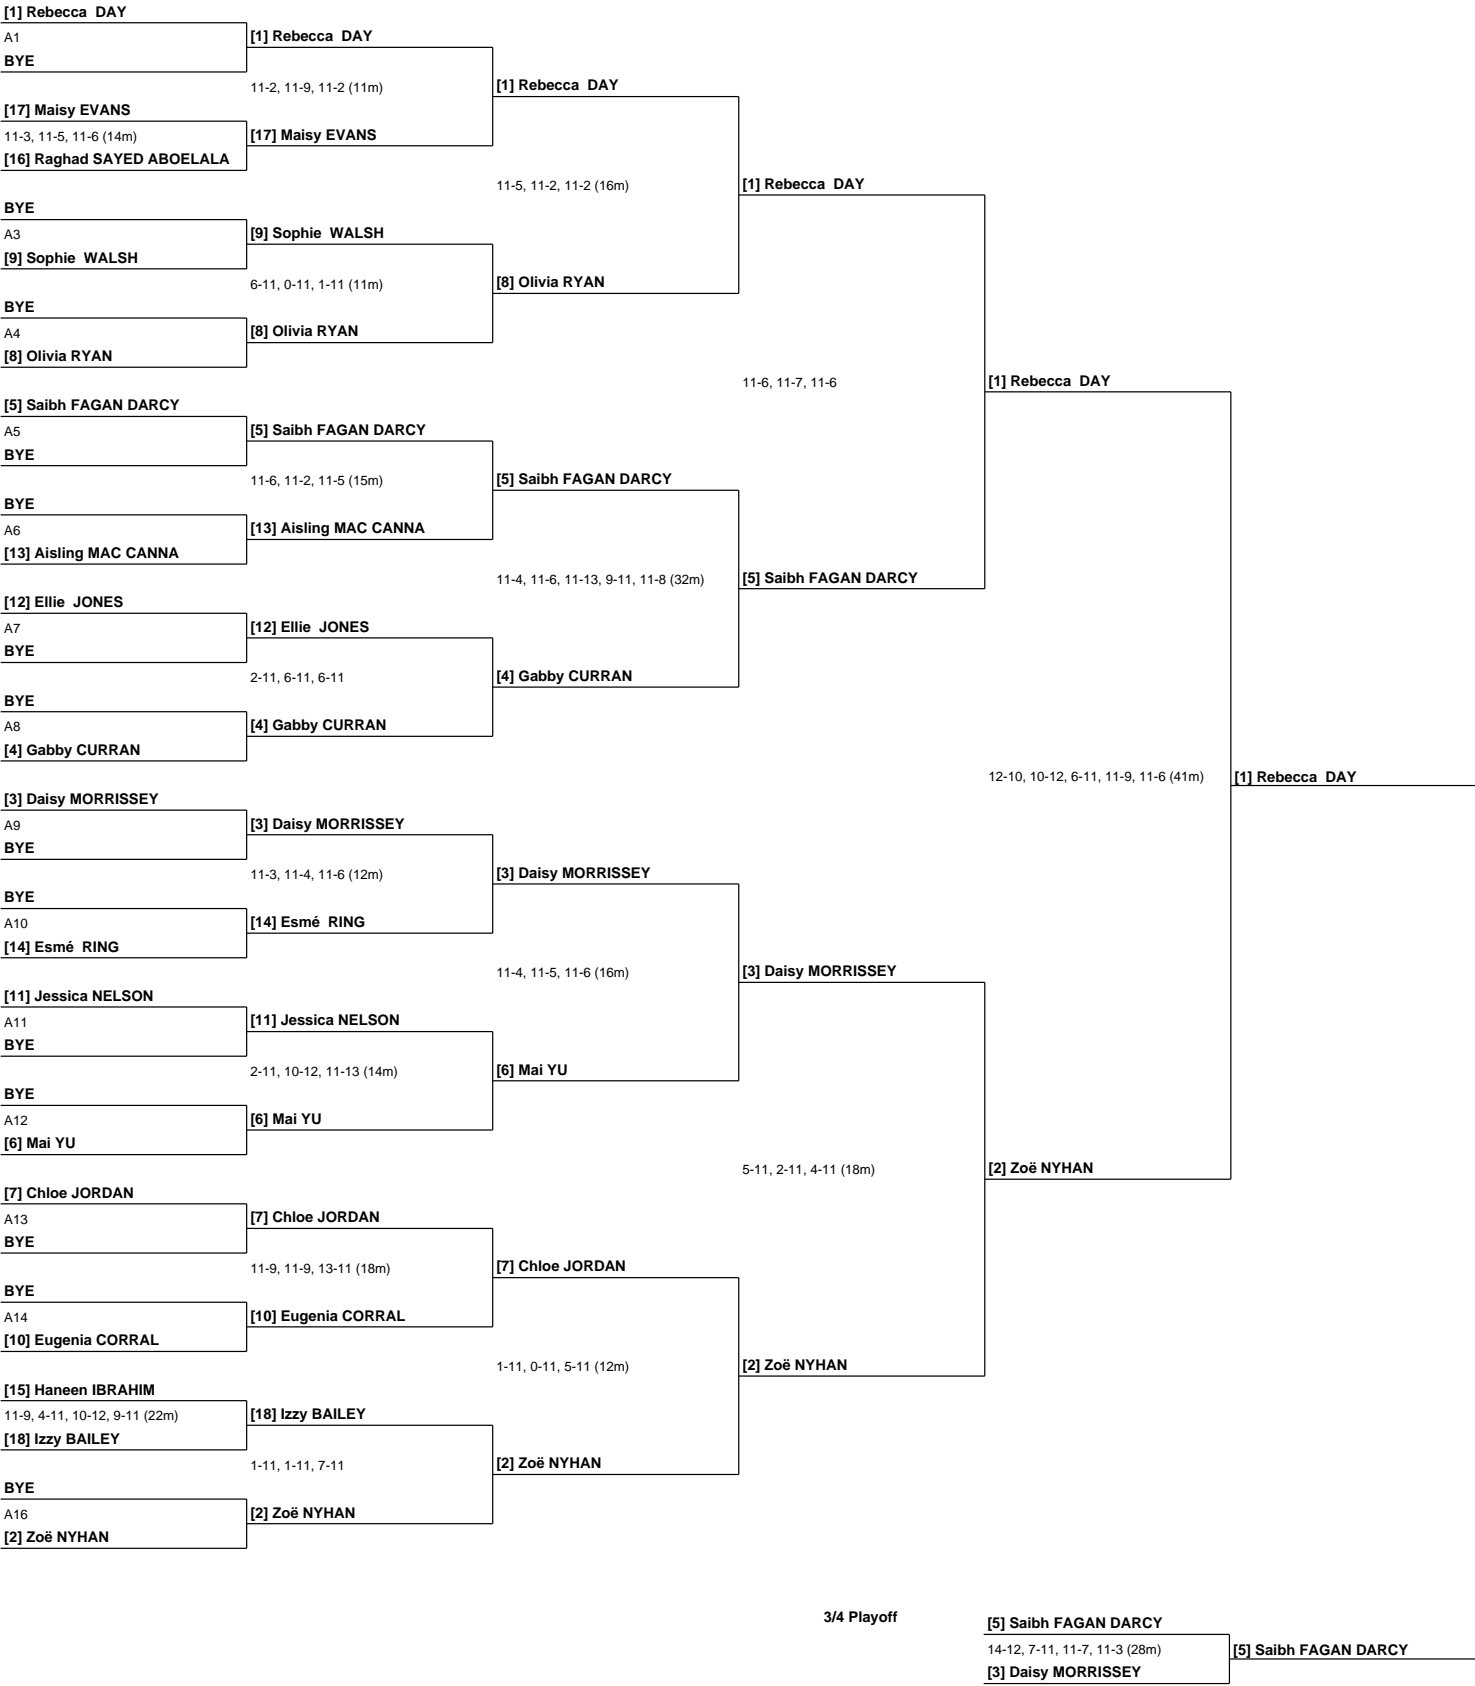 [1] Rebecca  DAY
A1
BYE
[17] Maisy EVANS
11-3, 11-5, 11-6 (14m)
[16] Raghad SAYED ABOELALA
BYE
A3
[9] Sophie  WALSH
BYE
A4
[8] Olivia RYAN
[5] Saibh FAGAN DARCY
A5
BYE
BYE
A6
[13] Aisling MAC CANNA
[12] Ellie  JONES
A7
BYE
BYE
A8
[4] Gabby CURRAN
[3] Daisy MORRISSEY
A9
BYE
BYE
A10
[14] Esmé  RING
[11] Jessica NELSON
A11
BYE
BYE
A12
[6] Mai YU
[7] Chloe JORDAN
A13
BYE
BYE
A14
[10] Eugenia CORRAL
[15] Haneen IBRAHIM
11-9, 4-11, 10-12, 9-11 (22m)
[18] Izzy BAILEY
BYE
A16
[2] Zoë NYHAN
[1] Rebecca  DAY
11-2, 11-9, 11-2 (11m)
[17] Maisy EVANS
[9] Sophie  WALSH
6-11, 0-11, 1-11 (11m)
[8] Olivia RYAN
[5] Saibh FAGAN DARCY
11-6, 11-2, 11-5 (15m)
[13] Aisling MAC CANNA
[12] Ellie  JONES
2-11, 6-11, 6-11
[4] Gabby CURRAN
[3] Daisy MORRISSEY
11-3, 11-4, 11-6 (12m)
[14] Esmé  RING
[11] Jessica NELSON
2-11, 10-12, 11-13 (14m)
[6] Mai YU
[7] Chloe JORDAN
11-9, 11-9, 13-11 (18m)
[10] Eugenia CORRAL
[18] Izzy BAILEY
1-11, 1-11, 7-11
[2] Zoë NYHAN
[1] Rebecca  DAY
11-5, 11-2, 11-2 (16m)
[8] Olivia RYAN
[5] Saibh FAGAN DARCY
11-4, 11-6, 11-13, 9-11, 11-8 (32m)
[4] Gabby CURRAN
[3] Daisy MORRISSEY
11-4, 11-5, 11-6 (16m)
[6] Mai YU
[7] Chloe JORDAN
1-11, 0-11, 5-11 (12m)
[2] Zoë NYHAN
[1] Rebecca  DAY
11-6, 11-7, 11-6
[5] Saibh FAGAN DARCY
[3] Daisy MORRISSEY
5-11, 2-11, 4-11 (18m)
[2] Zoë NYHAN
[1] Rebecca  DAY
12-10, 10-12, 6-11, 11-9, 11-6 (41m)
[2] Zoë NYHAN
[1] Rebecca  DAY
3/4 Playoff
[5] Saibh FAGAN DARCY
14-12, 7-11, 11-7, 11-3 (28m)
[3] Daisy MORRISSEY
[5] Saibh FAGAN DARCY